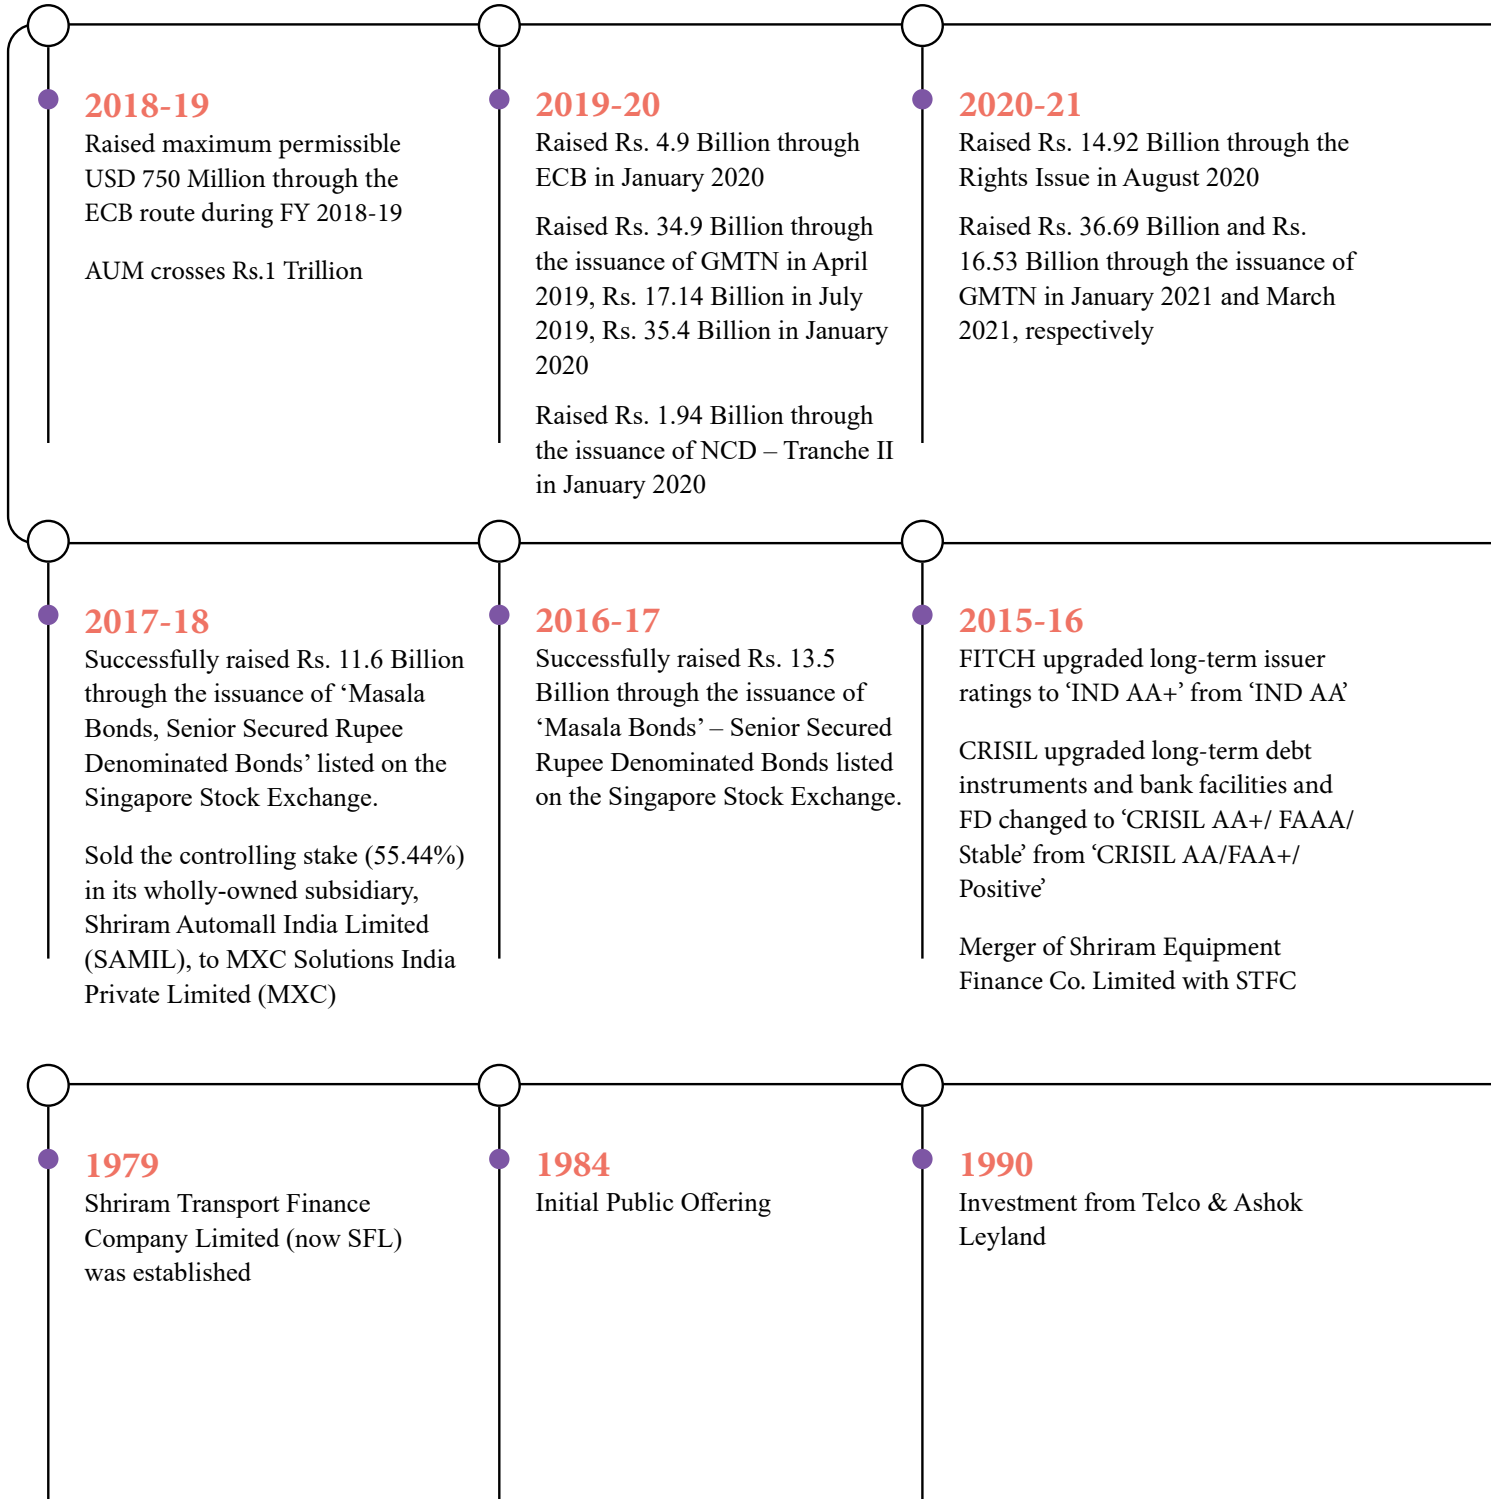 2018-19
Raised maximum permissible
USD 750 Million through the
ECB route during FY 2018-19
AUM crosses Rs.1 Trillion
2019-20
Raised Rs. 4.9 Billion through
ECB in January 2020
Raised Rs. 34.9 Billion through
the issuance of GMTN in April
2019, Rs. 17.14 Billion in July
2019, Rs. 35.4 Billion in January
2020
Raised Rs. 1.94 Billion through
the issuance of NCD – Tranche II
in January 2020
2020-21
Raised Rs. 14.92 Billion through the
Rights Issue in August 2020
Raised Rs. 36.69 Billion and Rs.
16.53 Billion through the issuance of
GMTN in January 2021 and March
2021, respectively
2017-18
Successfully raised Rs. 11.6 Billion
through the issuance of ‘Masala
Bonds, Senior Secured Rupee
Denominated Bonds’ listed on the
Singapore Stock Exchange.
Sold the controlling stake (55.44%)
in its wholly-owned subsidiary,
Shriram Automall India Limited
(SAMIL), to MXC Solutions India
Private Limited (MXC)
2016-17
Successfully raised Rs. 13.5
Billion through the issuance of
‘Masala Bonds’ – Senior Secured
Rupee Denominated Bonds listed
on the Singapore Stock Exchange.
2015-16
FITCH upgraded long-term issuer
ratings to ‘IND AA+’ from ‘IND AA’
CRISIL upgraded long-term debt
instruments and bank facilities and
FD changed to ‘CRISIL AA+/ FAAA/
Stable’ from ‘CRISIL AA/FAA+/
Positive’
Merger of Shriram Equipment
Finance Co. Limited with STFC
1979
Shriram Transport Finance
Company Limited (now SFL)
was established
1984
Initial Public Offering
1990
Investment from Telco & Ashok
Leyland